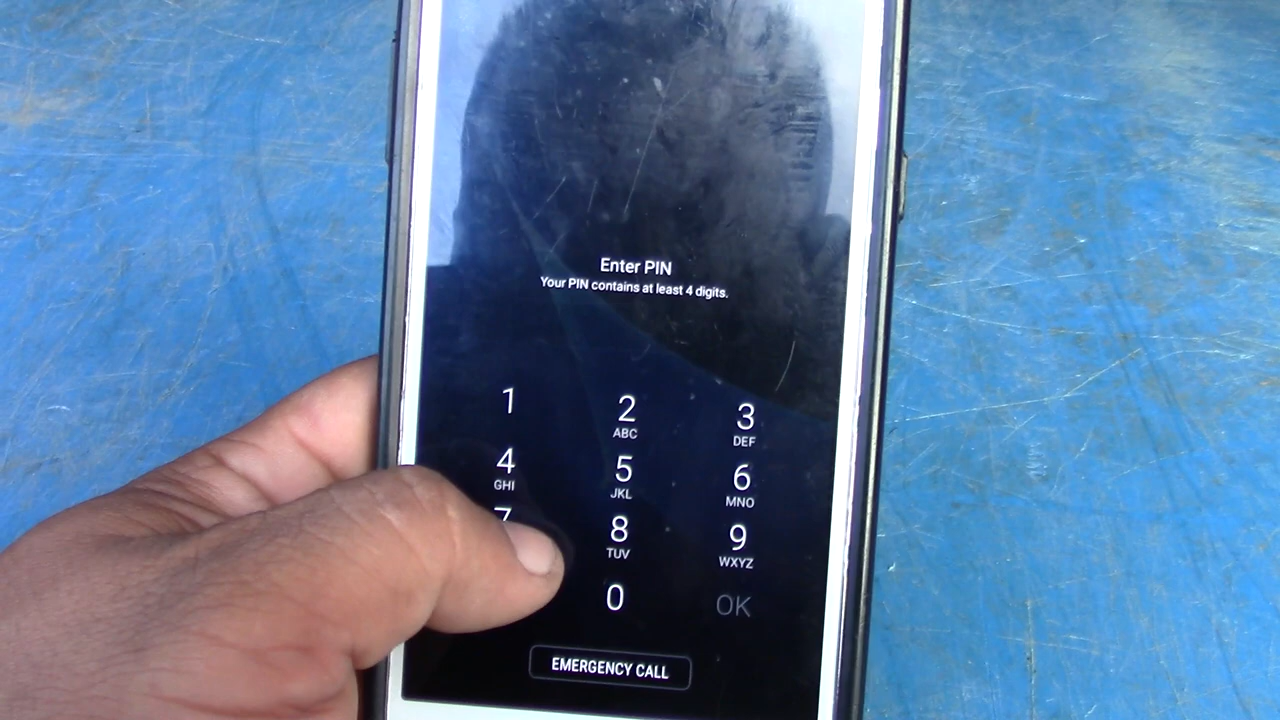 Enter PIN
Your PIN contains at least 4 digits.
1 2 3
ABC DEF
4 5 6
GHI JKL MNO
7 8 9
TUV WXYZ
0 OK
EMERGENCY CALL